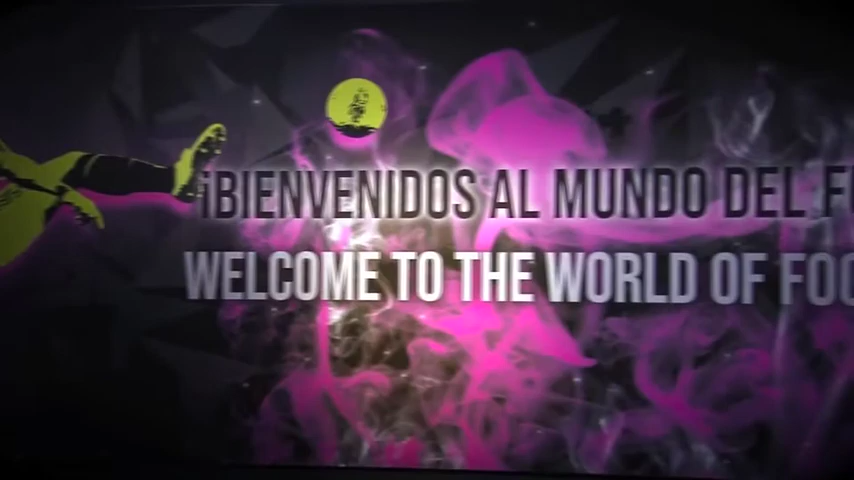 ¡BIENVENIDOS AL MUNDO DEL
WELCOME TO THE WORLD OF